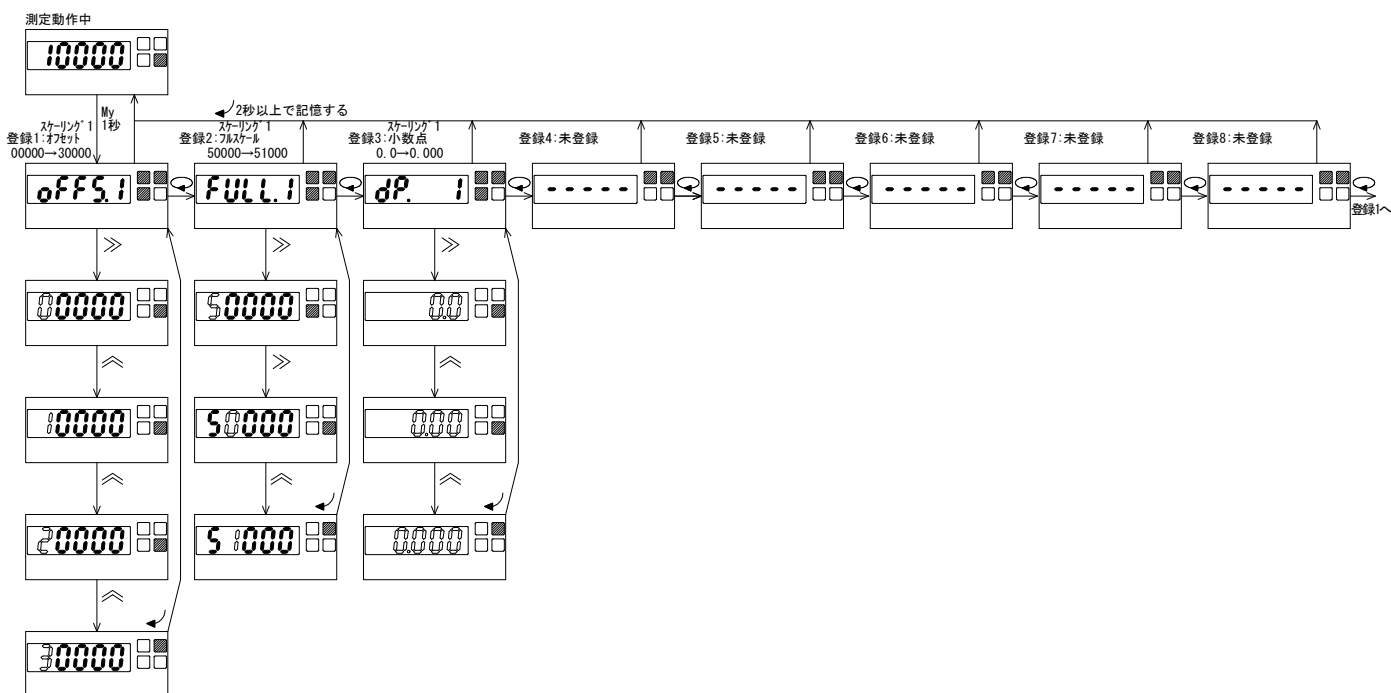 測定動作中
10000
My
1秒
2秒以上で記憶する
スケーリング1
登録1:オフセット
00000→30000
スケーリング1
登録2:フルスケール
50000→51000
スケーリング1
登録3:小数点
0.0→0.000
登録4:未登録
登録5:未登録
登録6:未登録
登録7:未登録
登録8:未登録
oFFS.1
FULL.1
dP. 1
-----
-----
-----
-----
-----
登録1へ
00000
50000
0.0
10000
50000
0.00
20000
51000
0.000
30000